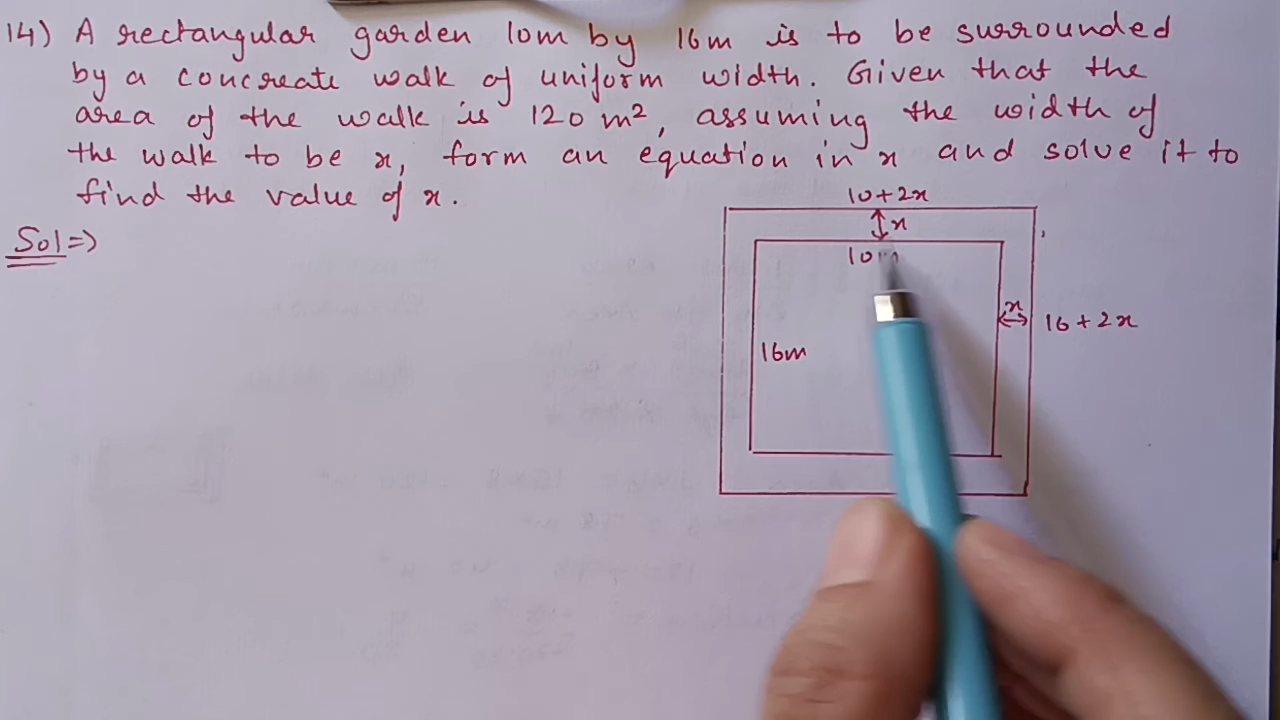 14) A rectangular garden 10m by 16m is to be surrounded
by a concreate walk of uniform width. Given that the
area of the walk is 120 m², assuming the width of
the walk to be x, form an equation in x and solve it to
find the value of x.
Sol⇒
10+2x
x
10m
x
16+2x
16m